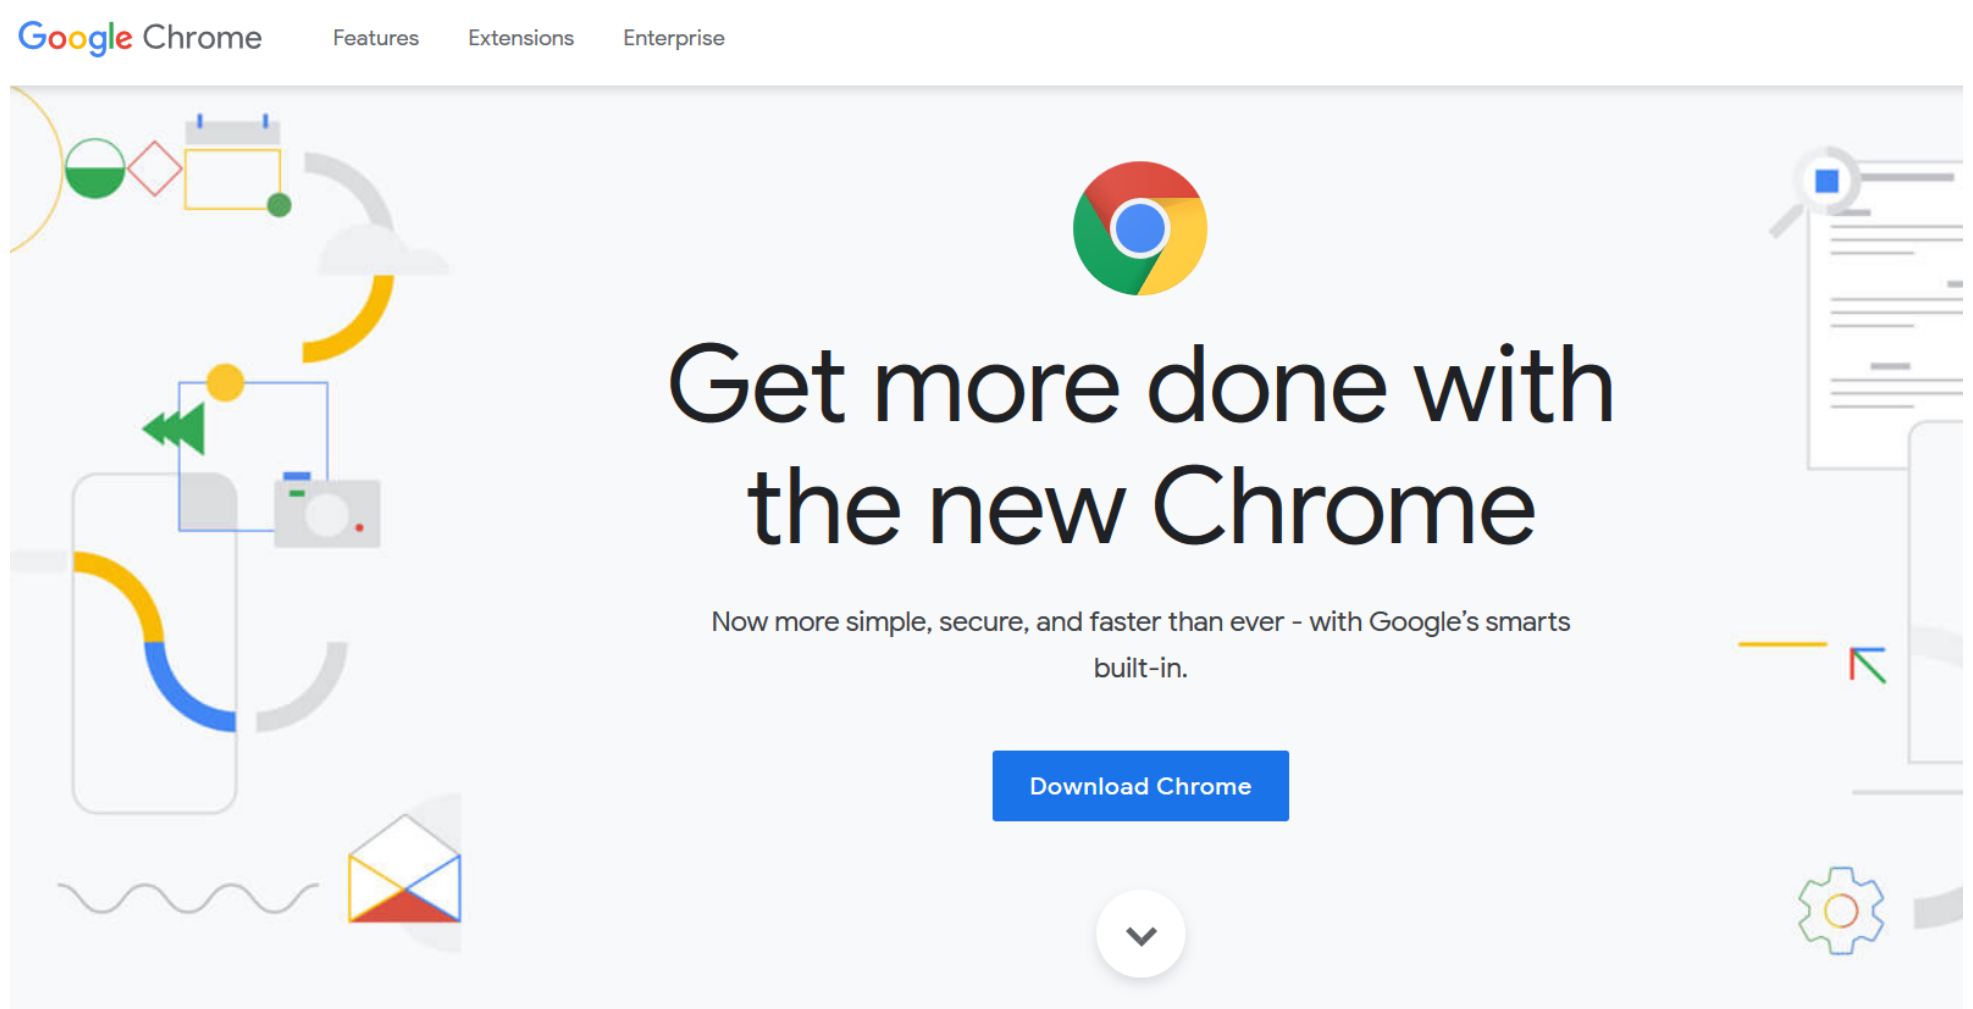 Google Chrome Features Extensions Enterprise
Get more done with
the new Chrome
Now more simple, secure, and faster than ever - with Google’s smarts
built-in.
Download Chrome